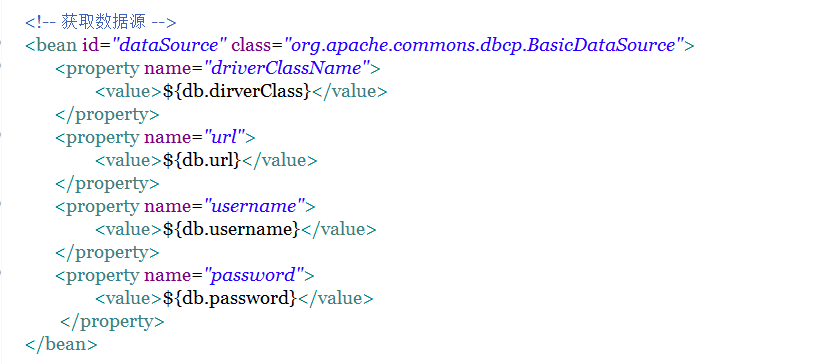 <!-- 获取数据源 -->
<bean id="dataSource" class="org.apache.commons.dbcp.BasicDataSource">
<property name="driverClassName">
<value>${db.dirverClass}</value>
</property>
<property name="url">
<value>${db.url}</value>
</property>
<property name="username">
<value>${db.username}</value>
</property>
<property name="password">
<value>${db.password}</value>
</property>
</bean>